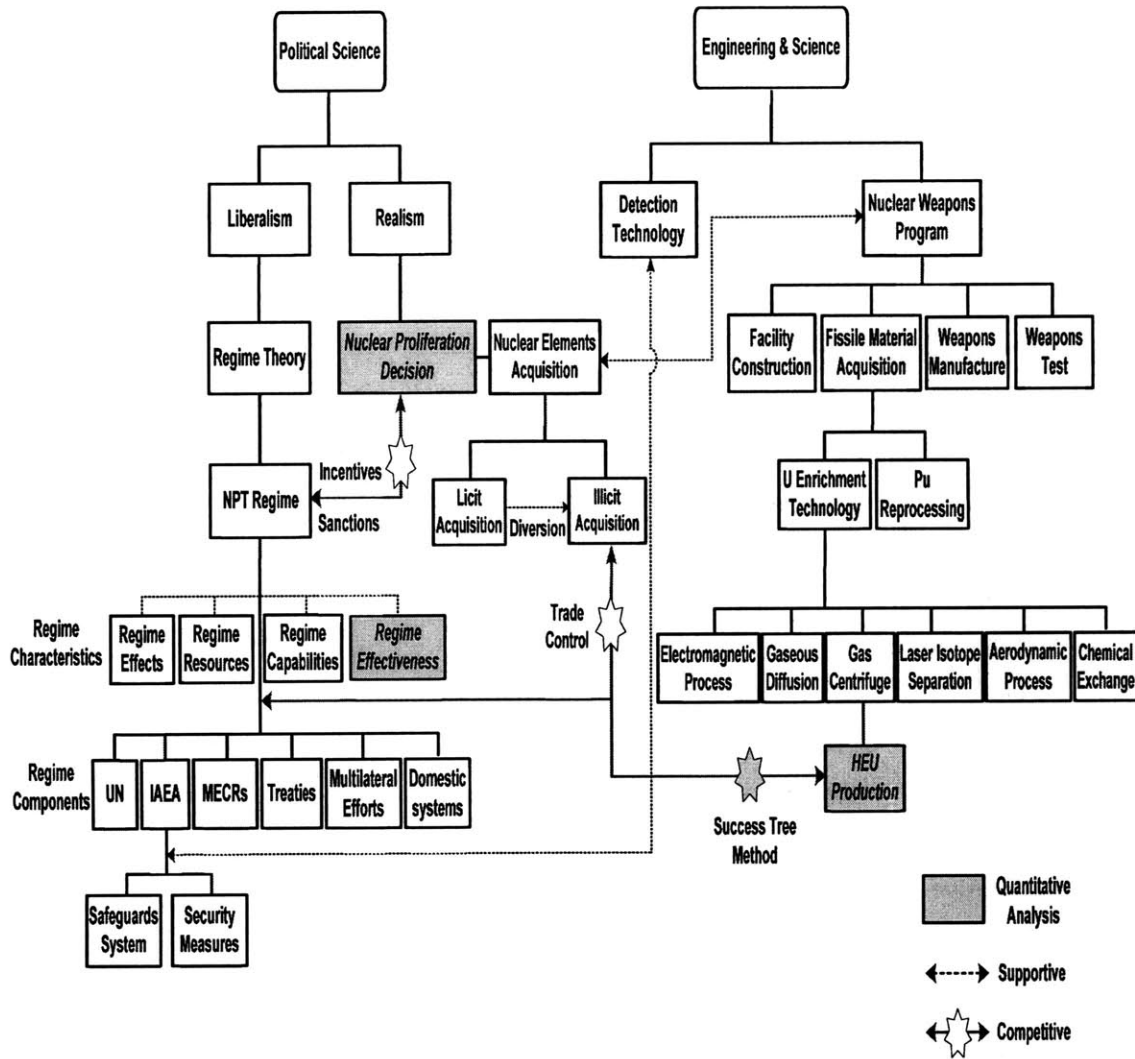 Political Science
Engineering & Science
Liberalism
Realism
Detection
Technology
Nuclear Weapons
Program
Regime Theory
Nuclear Proliferation
Decision
Nuclear Elements
Acquisition
Facility
Construction
Fissile Material
Acquisition
Weapons
Manufacture
Weapons
Test
NPT Regime
Incentives
Sanctions
Licit
Acquisition
Diversion
Illicit
Acquisition
U Enrichment
Technology
Pu
Reprocessing
Regime
Characteristics
Regime
Effects
Regime
Resources
Regime
Capabilities
Regime
Effectiveness
Trade
Control
Electromagnetic
Process
Gaseous
Diffusion
Gas
Centrifuge
Laser Isotope
Separation
Aerodynamic
Process
Chemical
Exchange
Regime
Components
UN
IAEA
MECRs
Treaties
Multilateral
Efforts
Domestic
systems
HEU
Production
Success Tree
Method
Safeguards
System
Security
Measures
Quantitative
Analysis
Supportive
Competitive